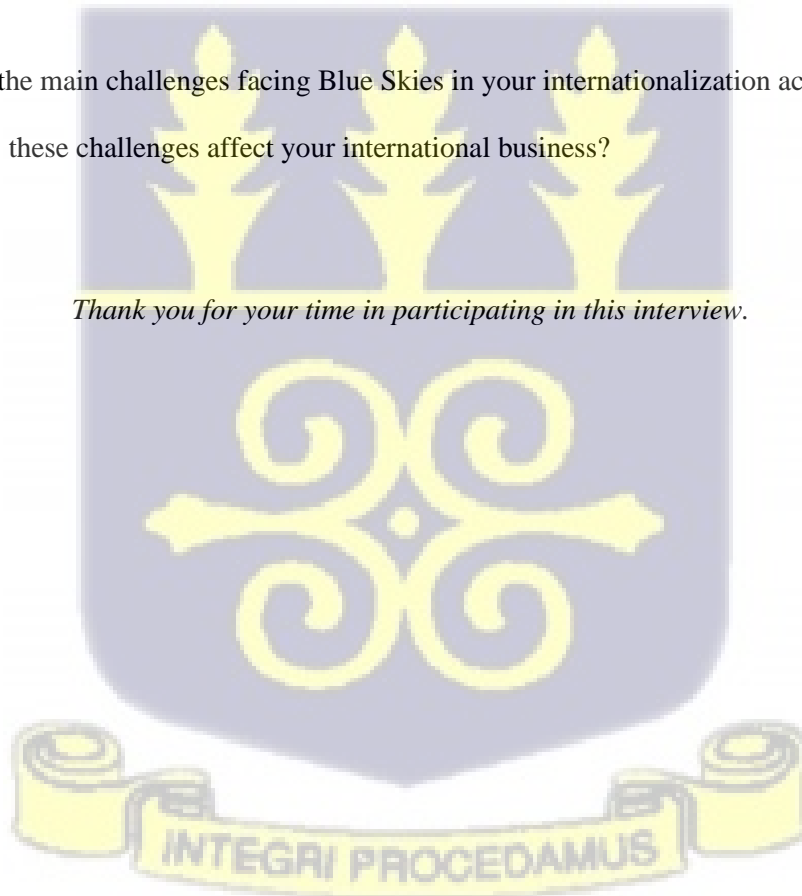 the main challenges facing Blue Skies in your internationalization ac
these challenges affect your international business?
Thank you for your time in participating in this interview.
INTEGRI PROCEDAMUS